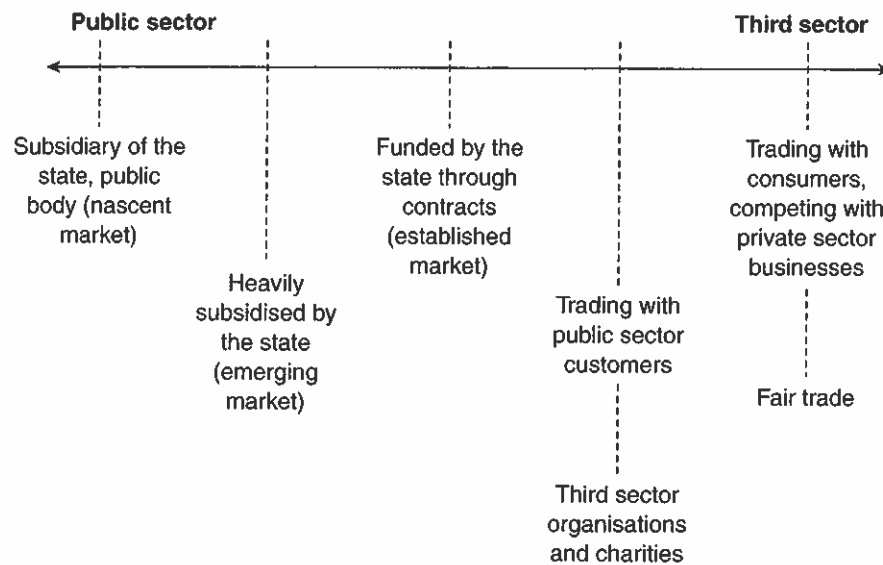 Public sector
Third sector
Subsidiary of the
state, public
body (nascent
market)
Heavily
subsidised by
the state
(emerging
market)
Funded by the
state through
contracts
(established
market)
Trading with
public sector
customers
Third sector
organisations
and charities
Trading with
consumers,
competing with
private sector
businesses
Fair trade